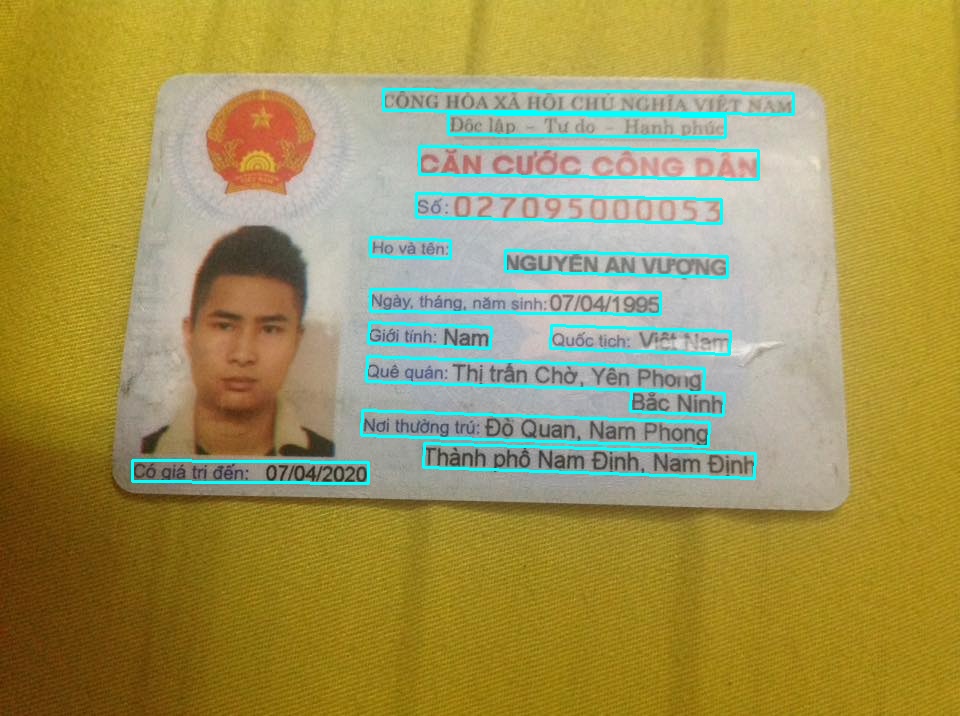 CỘNG HÒA XÃ HỘI CHỦ NGHĨA VIỆT NAM
Độc lập - Tự do - Hạnh phúc
CĂN CƯỚC CÔNG DÂN
Số: 027095000053
Họ và tên:
NGUYỄN AN VƯỢNG
Ngày, tháng, năm sinh: 07/04/1995
Giới tính: Nam Quốc tịch: Việt Nam
Quê quán: Thị trấn Chờ, Yên Phong
Bắc Ninh
Nơi thường trú: Đỗ Quan, Nam Phong
Thành phố Nam Định, Nam Định
Có giá trị đến: 07/04/2020